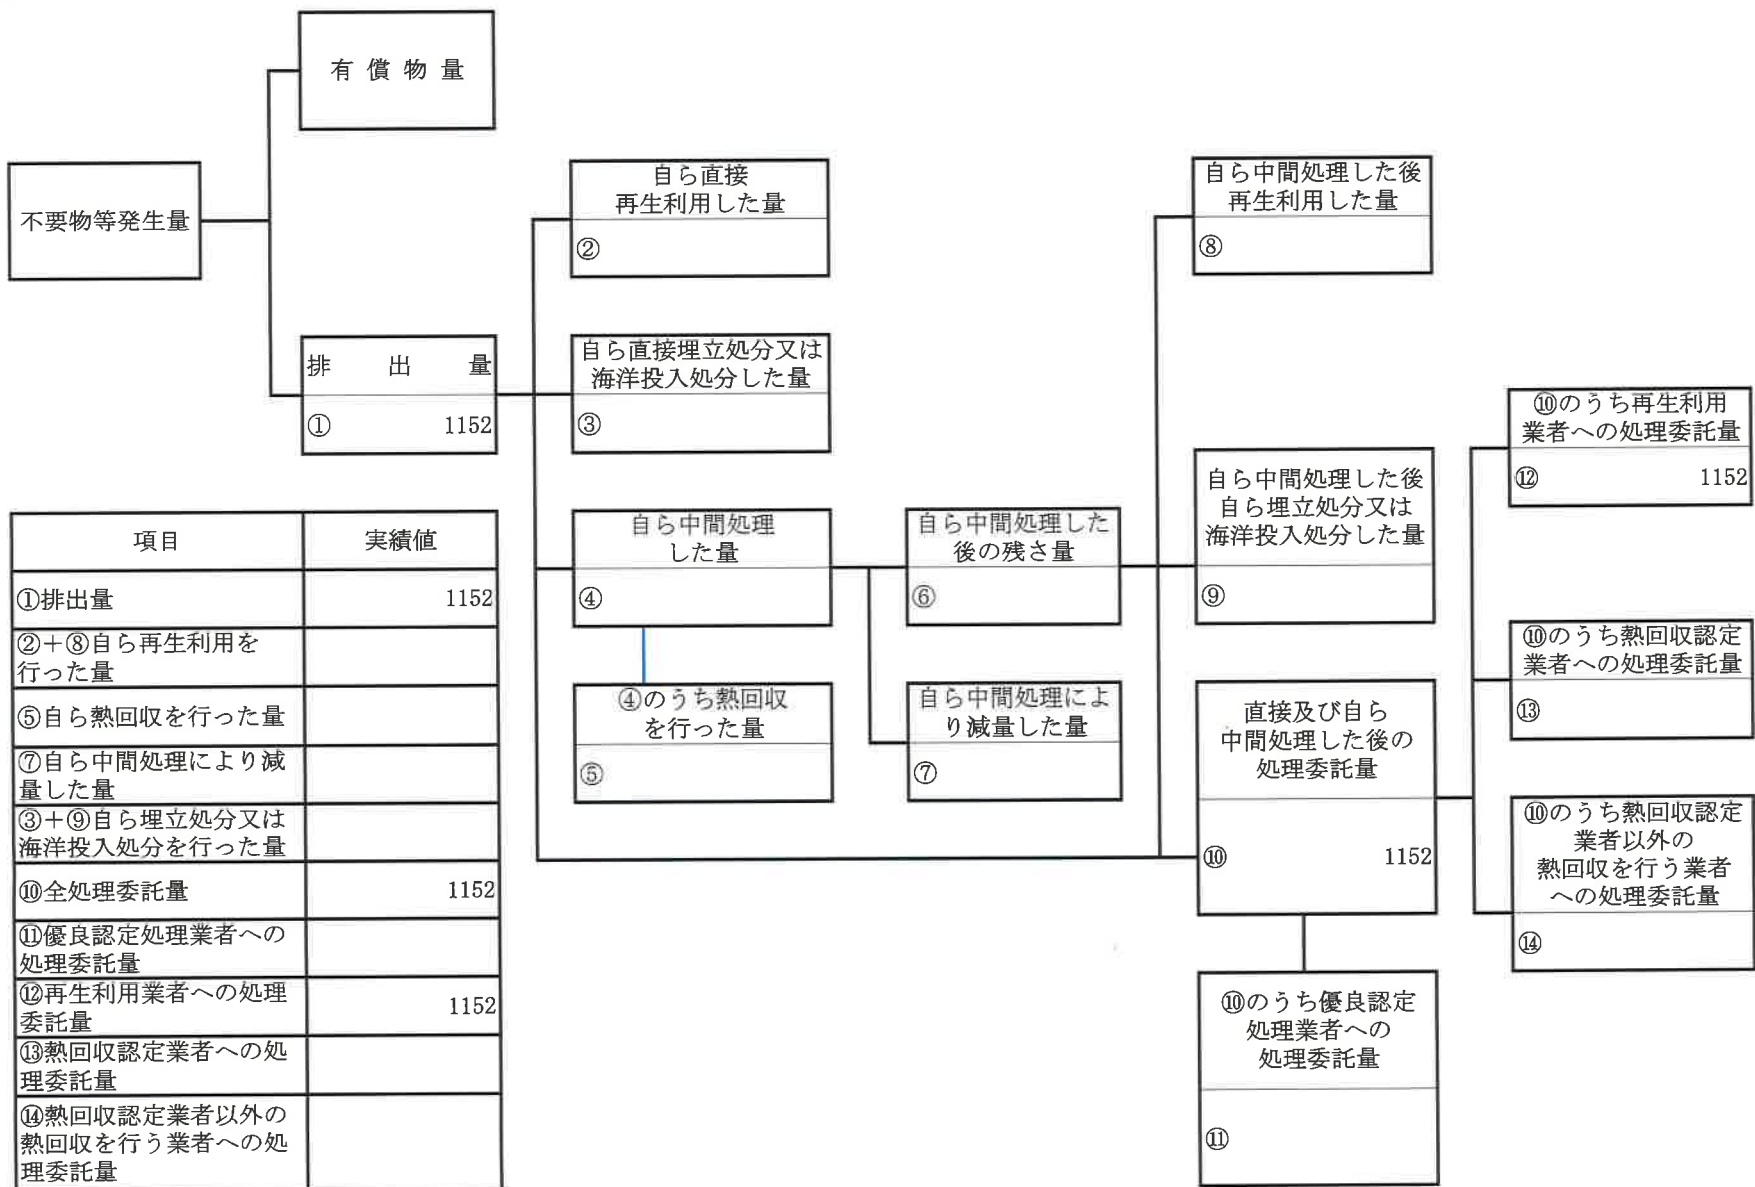 有償物量
不要物等発生量
排出量
① 1152
自ら直接
再生利用した量
②
自ら直接埋立処分又は
海洋投入処分した量
③
自ら中間処理
した量
④
④のうち熱回収
を行った量
⑤
自ら中間処理した
後の残さ量
⑥
自ら中間処理によ
り減量した量
⑦
自ら中間処理した後
再生利用した量
⑧
自ら中間処理した後
自ら埋立処分又は
海洋投入処分した量
⑨
直接及び自ら
中間処理した後の
処理委託量
⑩ 1152
⑩のうち優良認定
処理業者への
処理委託量
⑪
⑩のうち再生利用
業者への処理委託量
⑫ 1152
⑩のうち熱回収認定
業者への処理委託量
⑬
⑩のうち熱回収認定
業者以外の
熱回収を行う業者
への処理委託量
⑭
項目 実績値
①排出量 1152
②+⑧自ら再生利用を
行った量
⑤自ら熱回収を行った量
⑦自ら中間処理により減
量した量
③+⑨自ら埋立処分又は
海洋投入処分を行った量
⑩全処理委託量 1152
⑪優良認定処理業者への
処理委託量
⑫再生利用業者への処理
委託量 1152
⑬熱回収認定業者への処
理委託量
⑭熱回収認定業者以外の
熱回収を行う業者への処
理委託量